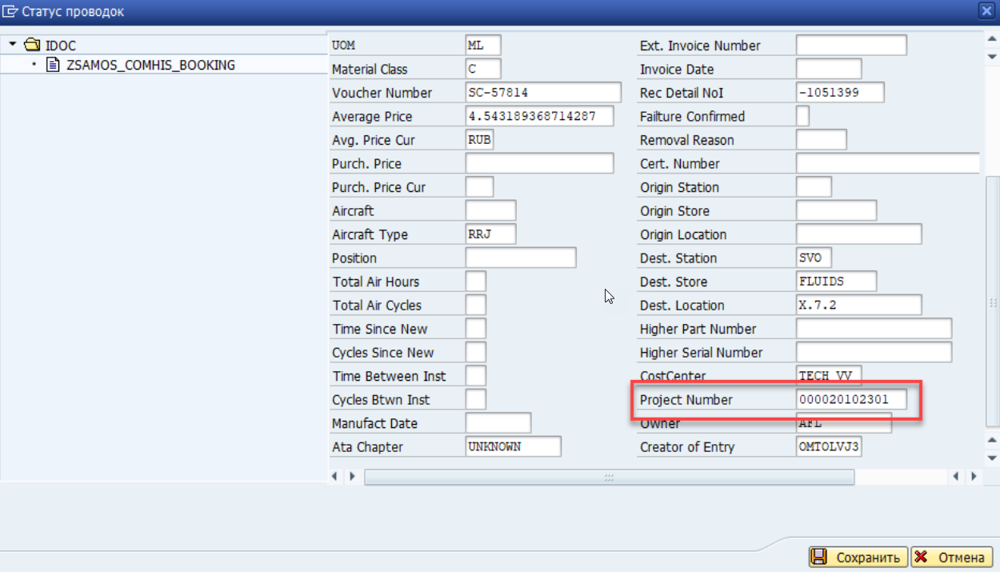 Статус проводок
IDOC
ZSAMOS_COMHIS_BOOKING
UOM ML
Material Class C
Voucher Number SC-57814
Average Price 4.543189368714287
Avg. Price Cur RUB
Purch. Price
Purch. Price Cur
Aircraft
Aircraft Type RRJ
Position
Total Air Hours
Total Air Cycles
Time Since New
Cycles Since New
Time Between Inst
Cycles Btwn Inst
Manufact Date
Ata Chapter UNKNOWN
Ext. Invoice Number
Invoice Date
Rec Detail NoI -1051399
Failture Confirmed
Removal Reason
Cert. Number
Origin Station
Origin Store
Origin Location
Dest. Station SVO
Dest. Store FLUIDS
Dest. Location X.7.2
Higher Part Number
Higher Serial Number
CostCenter TECH VV
Project Number 000020102301
Owner AFL
Creator of Entry OMTOLVJ3
Сохранить Отмена